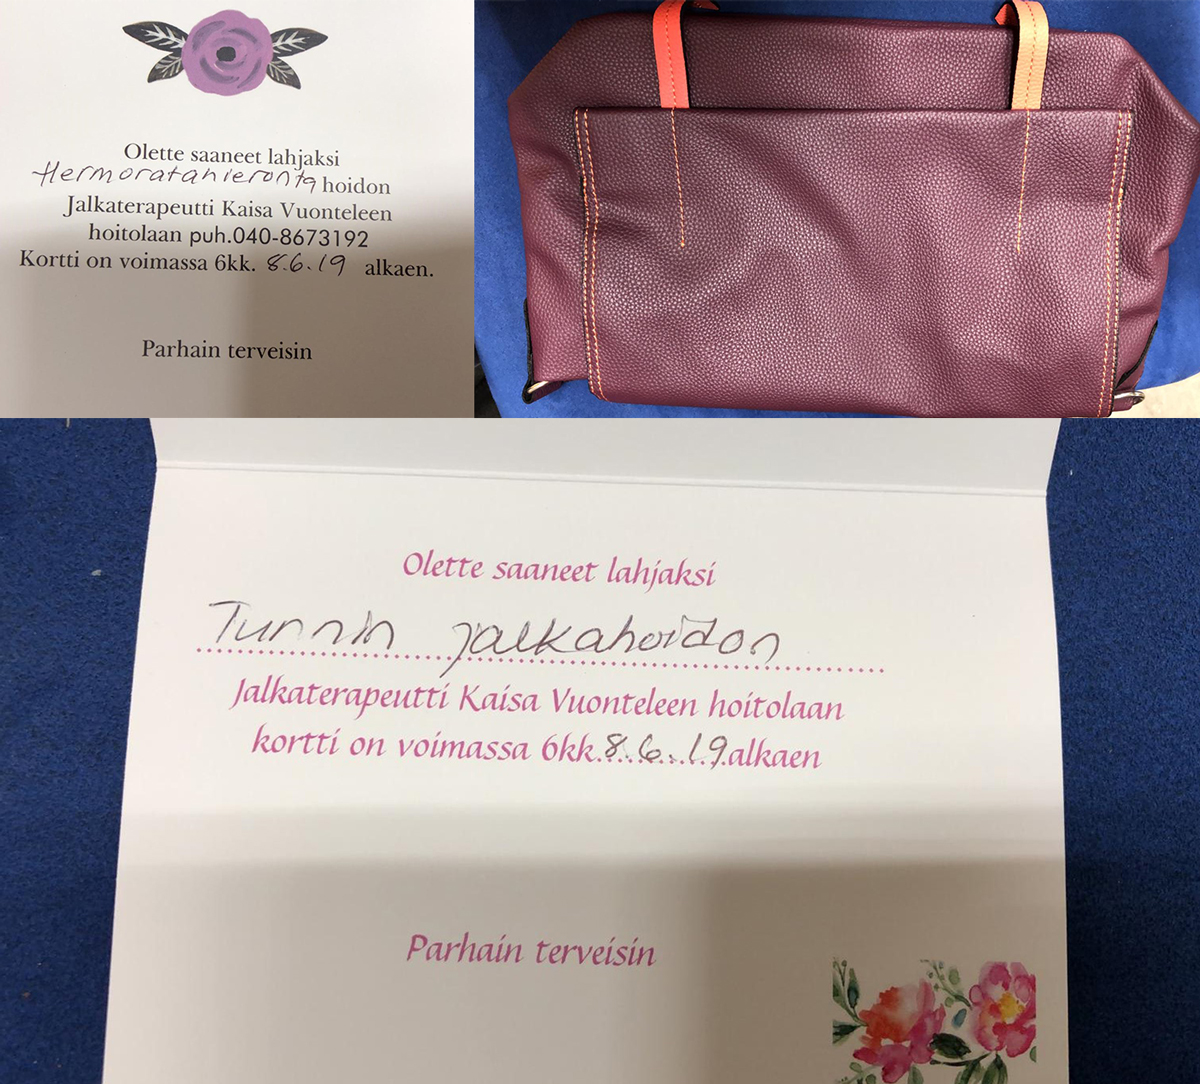 Olette saaneet lahjaksi
Hermoratahieronta hoidon
Jalkaterapeutti Kaisa Vuonteleen
hoitolaan puh.040-8673192
Kortti on voimassa 6kk. 8.6.19 alkaen.
Parhain terveisin
Olette saaneet lahjaksi
Tunnin jalkahoidon
Jalkaterapeutti Kaisa Vuonteleen hoitolaan
kortti on voimassa 6kk. 8.6.19 alkaen
Parhain terveisin